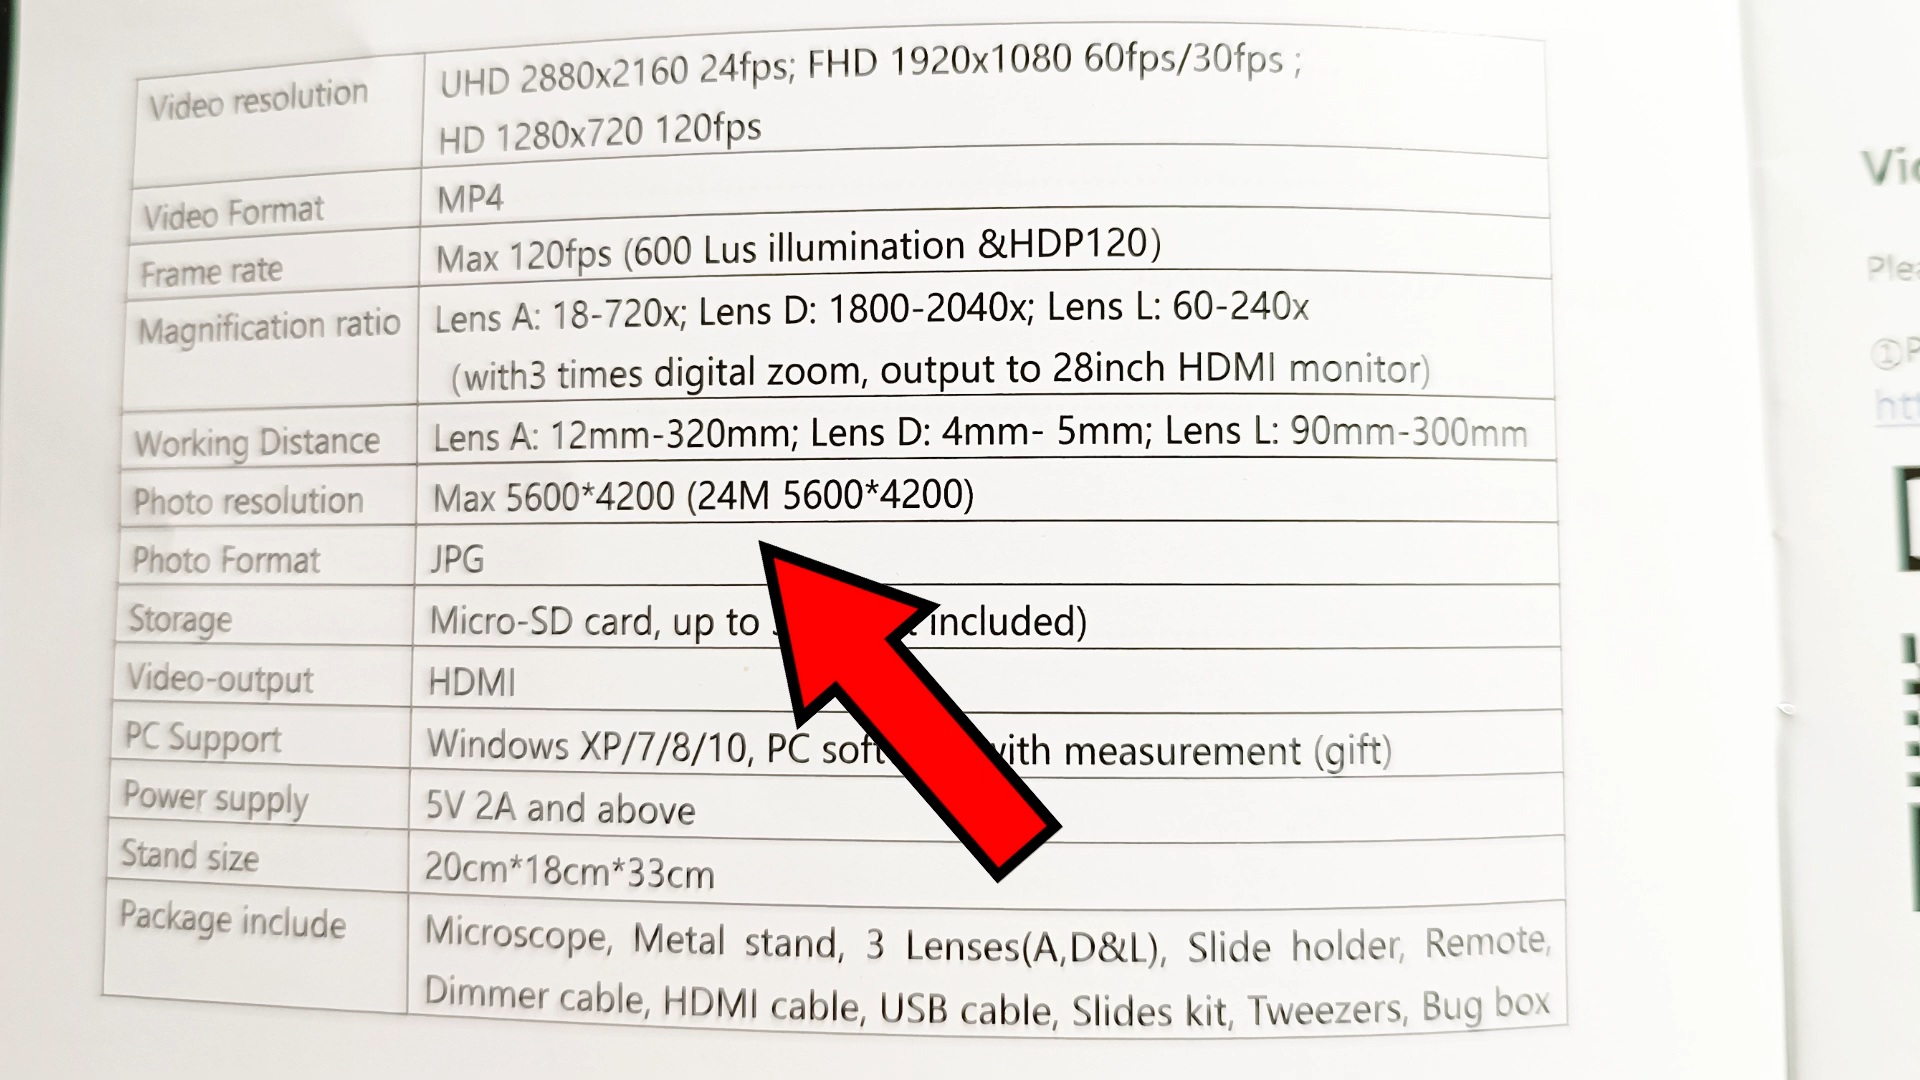 Video resolution
UHD 2880x2160 24fps; FHD 1920x1080 60fps/30fps ;
HD 1280x720 120fps
Video Format
MP4
Frame rate
Max 120fps (600 Lus illumination &HDP120)
Magnification ratio
Lens A: 18-720x; Lens D: 1800-2040x; Lens L: 60-240x
(with3 times digital zoom, output to 28inch HDMI monitor)
Working Distance
Lens A: 12mm-320mm; Lens D: 4mm- 5mm; Lens L: 90mm-300mm
Photo resolution
Max 5600*4200 (24M 5600*4200)
Photo Format
JPG
Storage
Micro-SD card, up to included)
Video-output
HDMI
PC Support
Windows XP/7/8/10, PC with measurement (gift)
Power supply
5V 2A and above
Stand size
20cm*18cm*33cm
Package include
Microscope, Metal stand, 3 Lenses(A,D&L), Slide holder, Remote,
Dimmer cable, HDMI cable, USB cable, Slides kit, Tweezers, Bug box